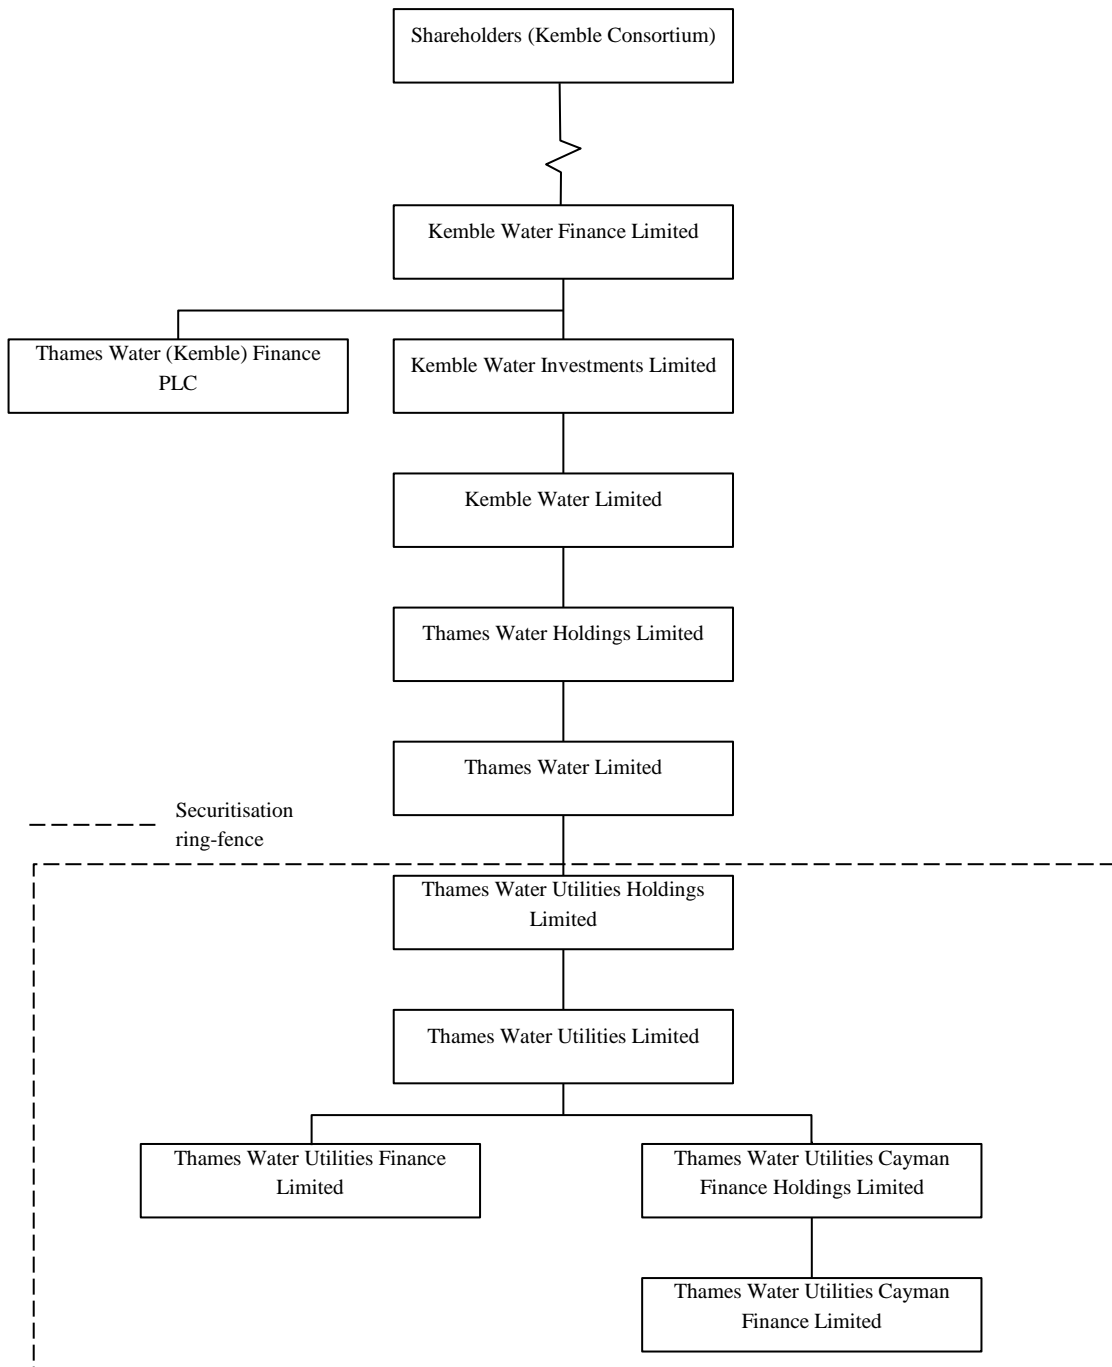 Shareholders (Kemble Consortium)
Kemble Water Finance Limited
Thames Water (Kemble) Finance
PLC
Kemble Water Investments Limited
Kemble Water Limited
Thames Water Holdings Limited
Thames Water Limited
Securitisation
ring-fence
Thames Water Utilities Holdings
Limited
Thames Water Utilities Limited
Thames Water Utilities Finance
Limited
Thames Water Utilities Cayman
Finance Holdings Limited
Thames Water Utilities Cayman
Finance Limited